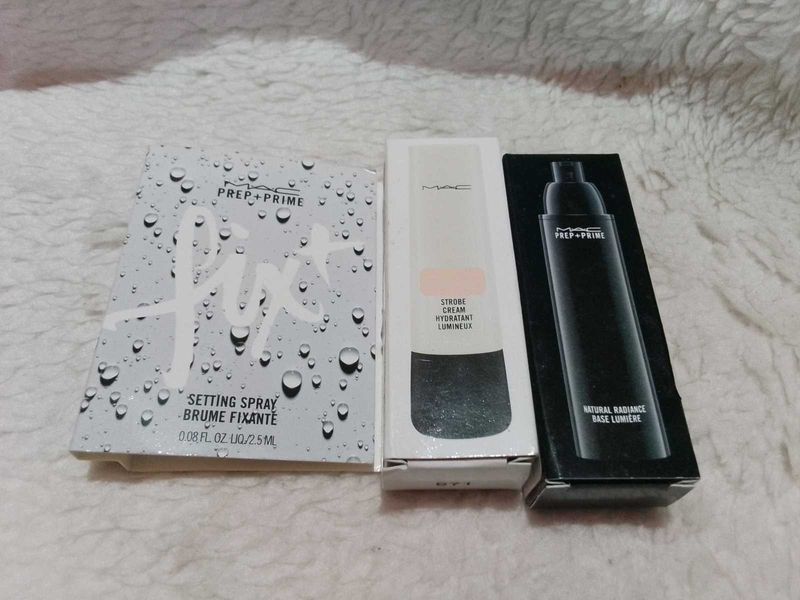 MAC
PREP+PRIME
fix+
SETTING SPRAY
BRUME FIXANTE
0.08 FL. OZ. LIQ./2.5 ML
MAC
STROBE
CREAM
HYDRATANT
LUMINEUX
671
MAC
PREP+PRIME
NATURAL RADIANCE
BASE LUMIÈRE